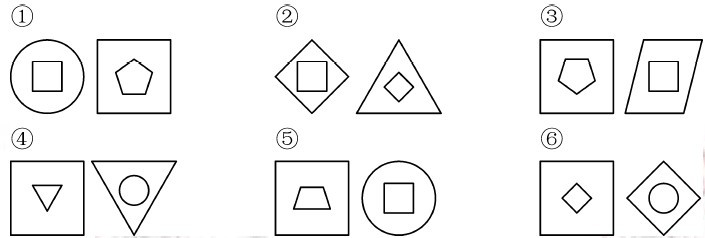 ① ② ③
④ ⑤ ⑥